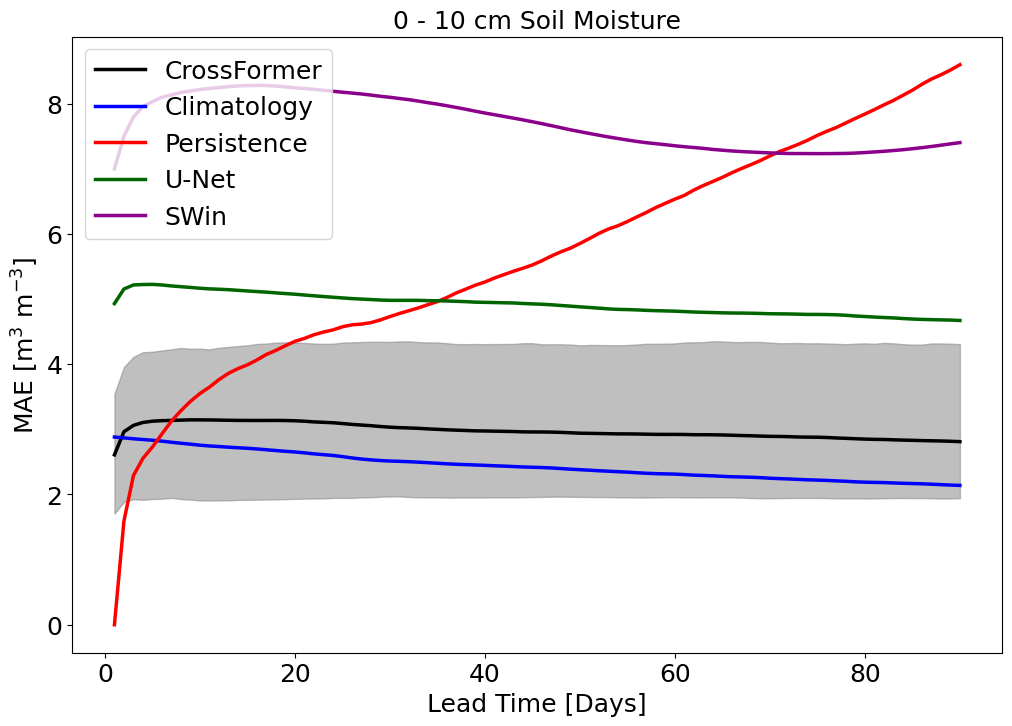 0 - 10 cm Soil Moisture
CrossFormer
Climatology
Persistence
U-Net
SWin
MAE [m³ m⁻³]
8
6
4
2
0
0 20 40 60 80
Lead Time [Days]